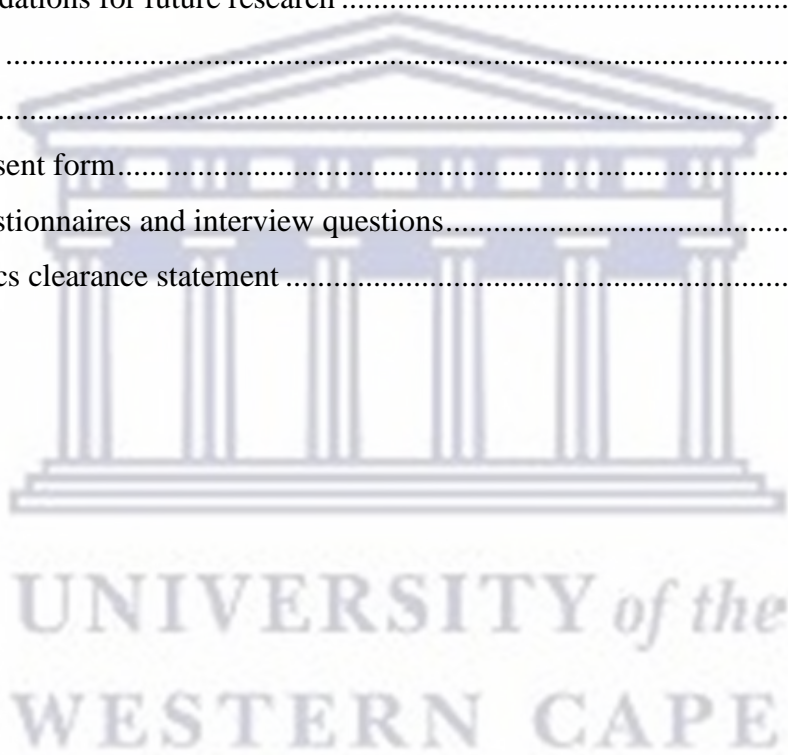 dations for future research ..........................................................
..............................................................................................................
..............................................................................................................
sent form...................................................................................
stionnaires and interview questions............................................
cs clearance statement ................................................................
UNIVERSITY of the
WESTERN CAPE